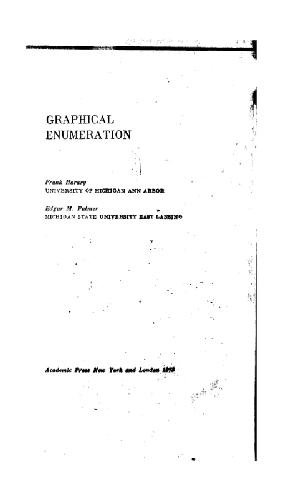 GRAPHICAL
ENUMERATION
Frank Harary
UNIVERSITY OF MICHIGAN ANN ARBOR
Edgar M. Palmer
MICHIGAN STATE UNIVERSITY EAST LANSING
Academic Press New York and London 1973